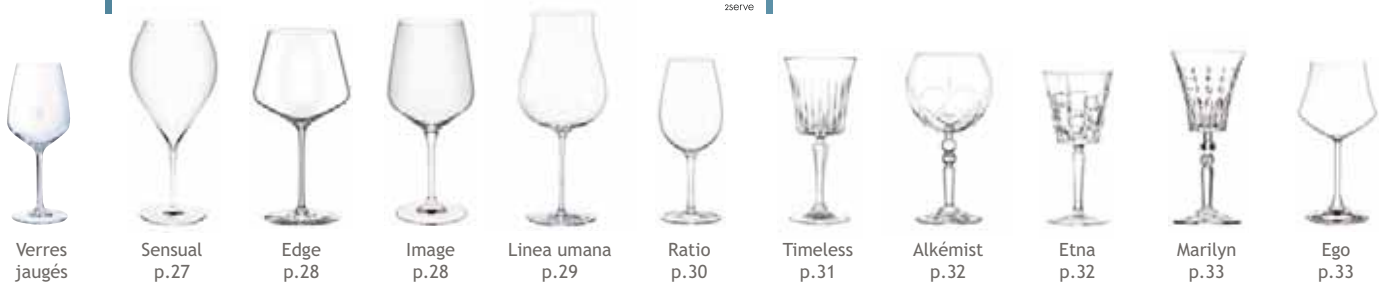 2serve
Verres
jaugés
Sensual
p.27
Edge
p.28
Image
p.28
Linea umana
p.29
Ratio
p.30
Timeless
p.31
Alkémist
p.32
Etna
p.32
Marilyn
p.33
Ego
p.33